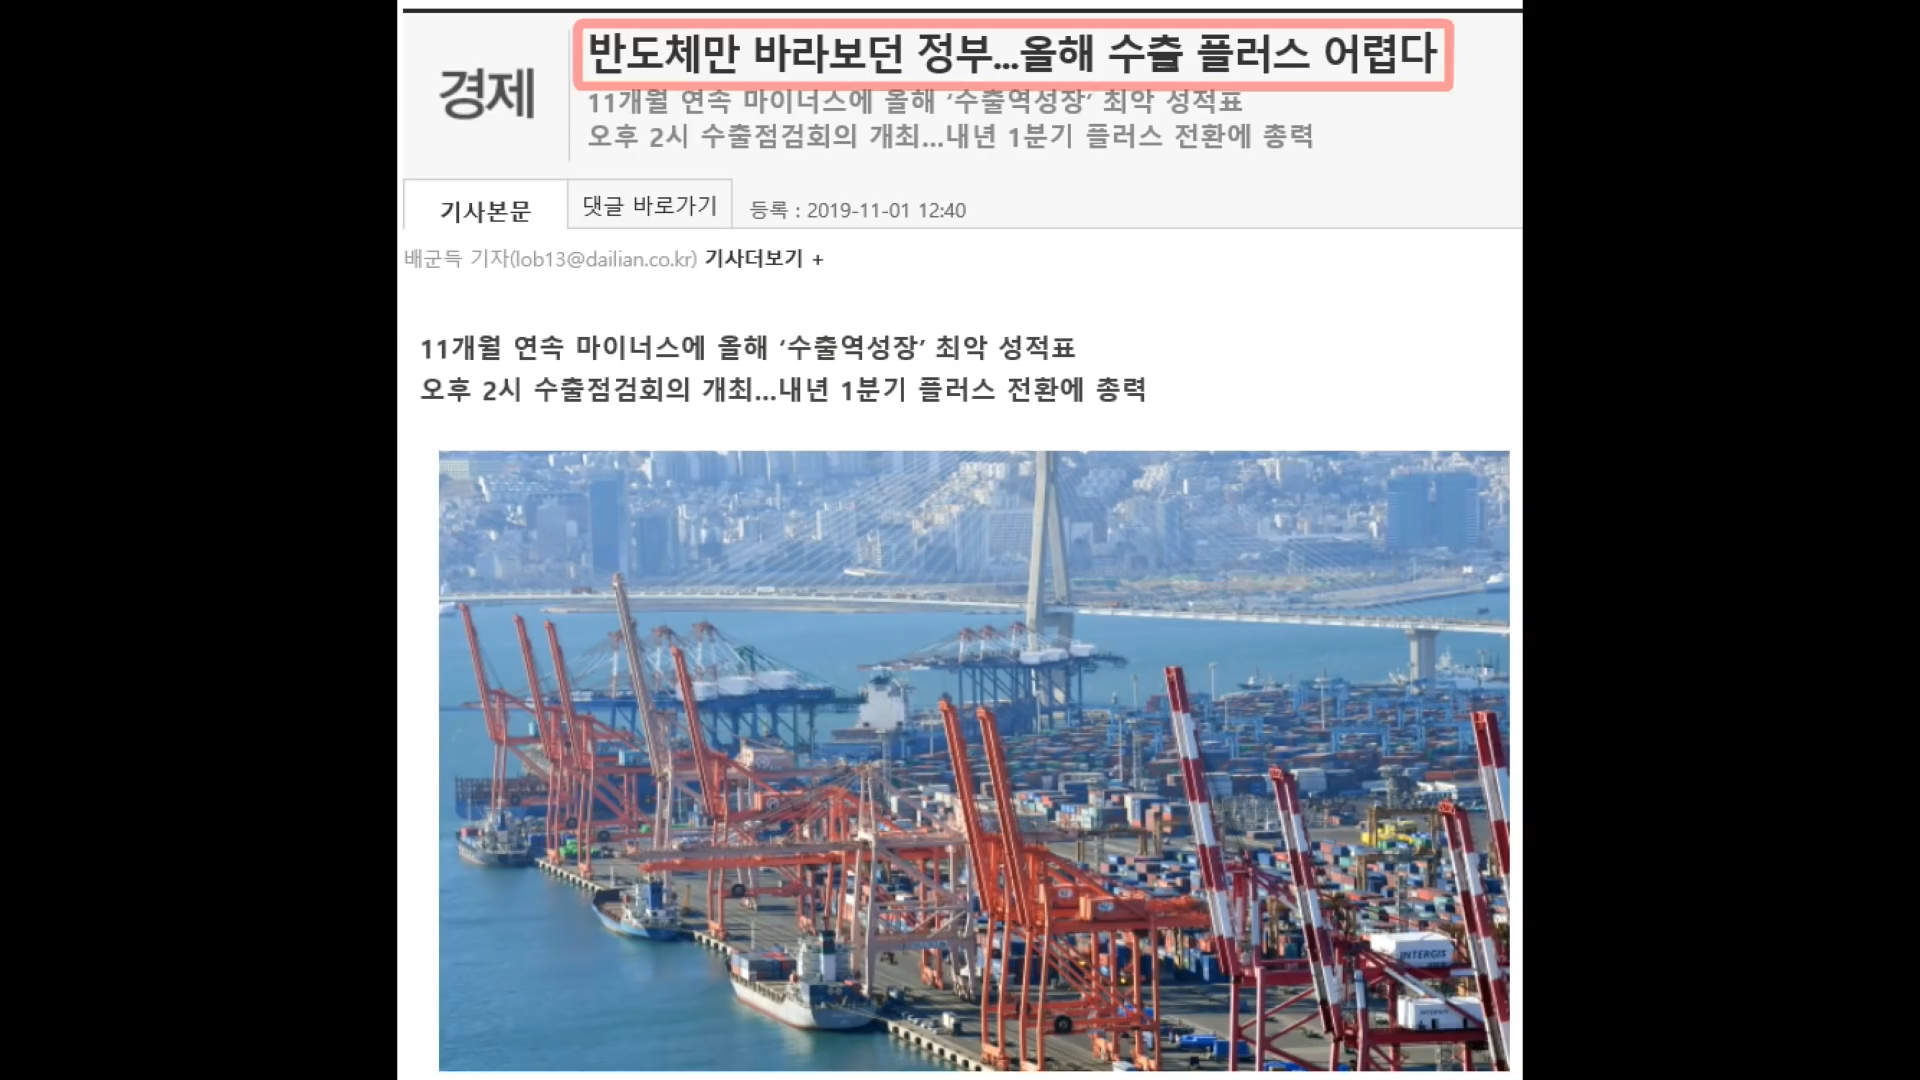 반도체만 바라보던 정부...올해 수출 플러스 어렵다
경제
11개월 연속 마이너스에 올해 ‘수출역성장’ 최악 성적표
오후 2시 수출점검회의 개최...내년 1분기 플러스 전환에 총력
기사본문
댓글 바로가기
등록 : 2019-11-01 12:40
배군득 기자(lob13@dailian.co.kr) 기사더보기 +
11개월 연속 마이너스에 올해 ‘수출역성장’ 최악 성적표
오후 2시 수출점검회의 개최...내년 1분기 플러스 전환에 총력
INTERGIS